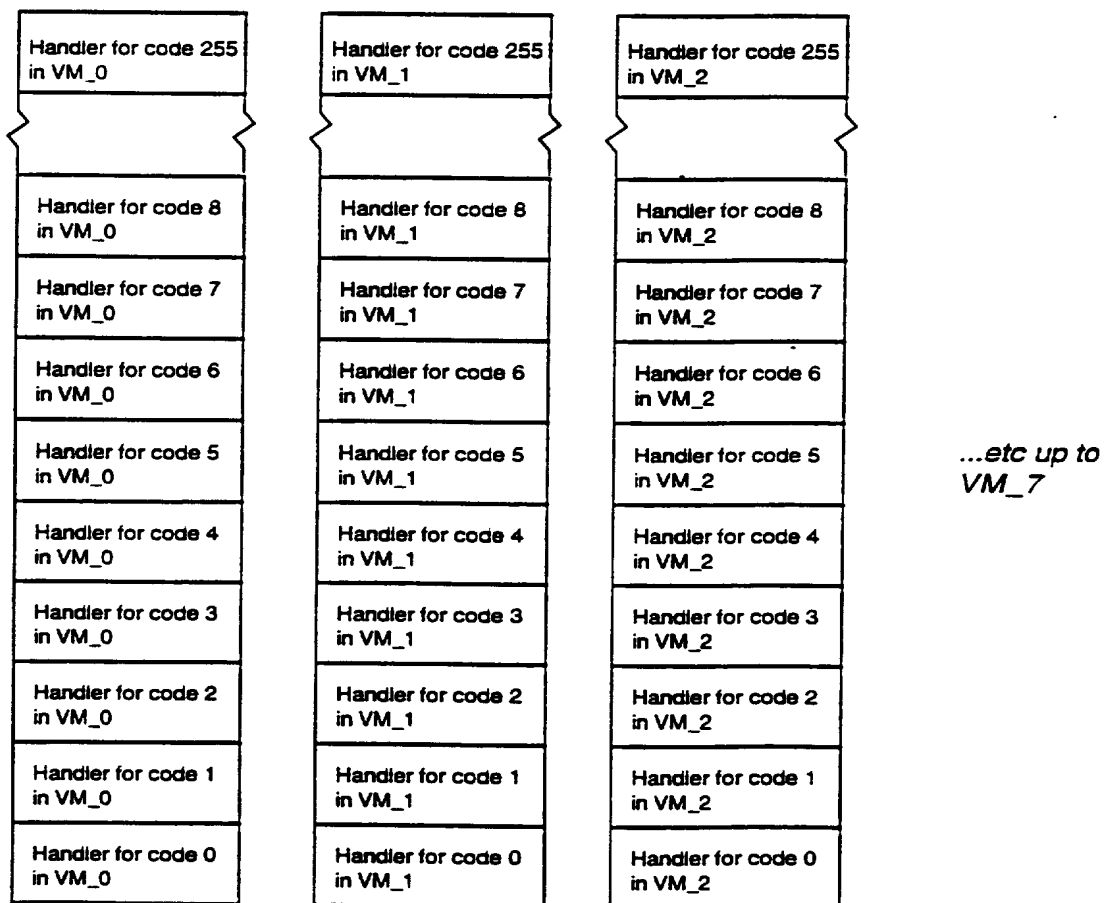 Handler for code 255
in VM_0
Handler for code 8
in VM_0
Handler for code 7
in VM_0
Handler for code 6
in VM_0
Handler for code 5
in VM_0
Handler for code 4
in VM_0
Handler for code 3
in VM_0
Handler for code 2
in VM_0
Handler for code 1
in VM_0
Handler for code 0
in VM_0
Handler for code 255
in VM_1
Handler for code 8
in VM_1
Handler for code 7
in VM_1
Handler for code 6
in VM_1
Handler for code 5
in VM_1
Handler for code 4
in VM_1
Handler for code 3
in VM_1
Handler for code 2
in VM_1
Handler for code 1
in VM_1
Handler for code 0
in VM_1
Handler for code 255
in VM_2
Handler for code 8
in VM_2
Handler for code 7
in VM_2
Handler for code 6
in VM_2
Handler for code 5
in VM_2
Handler for code 4
in VM_2
Handler for code 3
in VM_2
Handler for code 2
in VM_2
Handler for code 1
in VM_2
Handler for code 0
in VM_2
...etc up to
VM_7